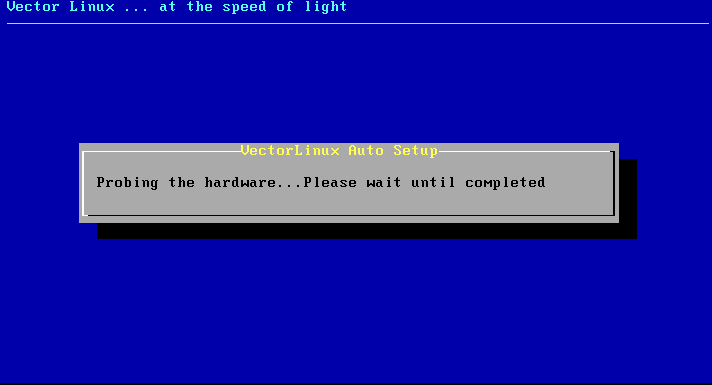 Vector Linux ... at the speed of light
VectorLinux Auto Setup
Probing the hardware...Please wait until completed